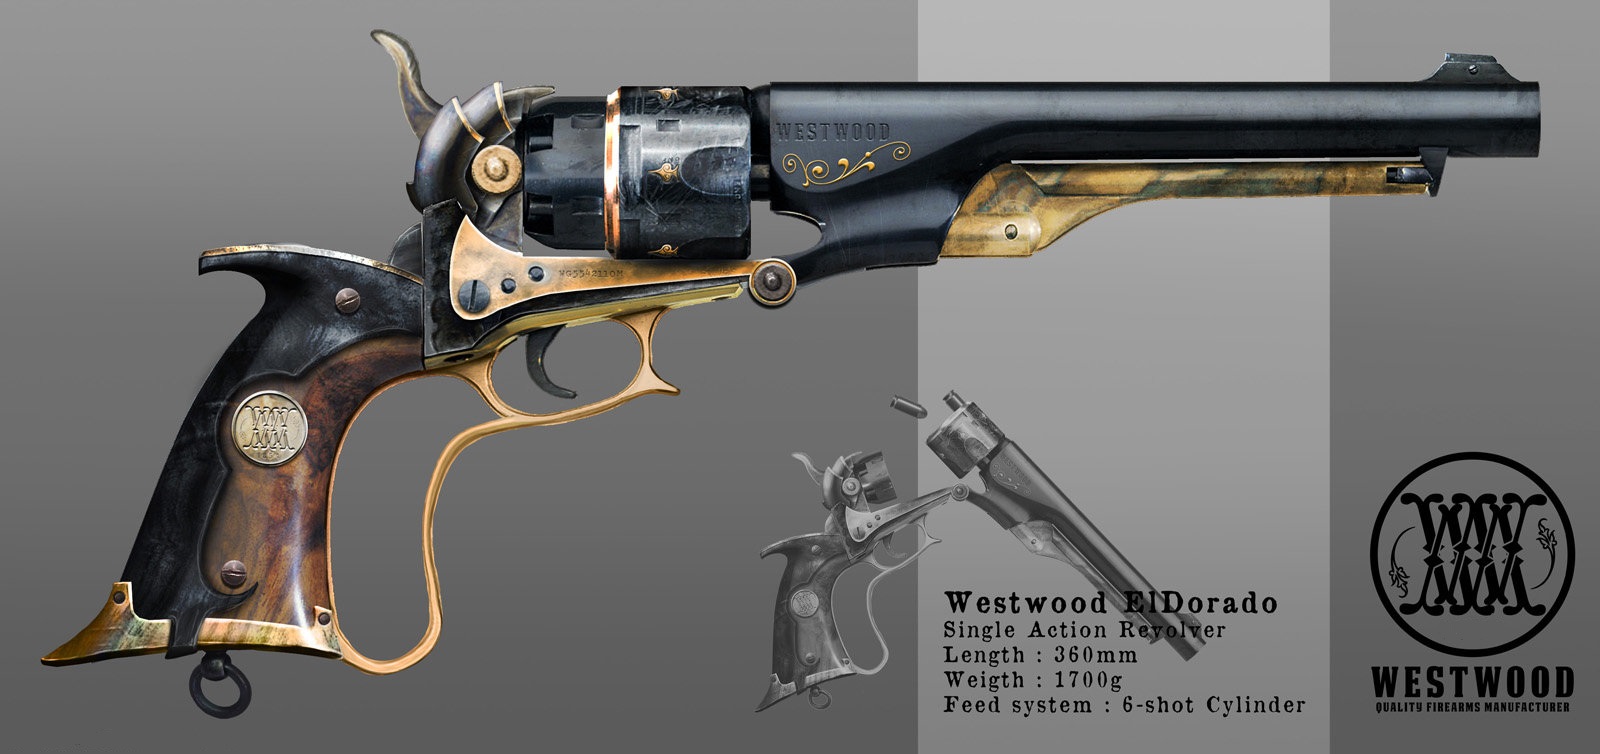 WESTWOOD
Westwood ElDorado
Single Action Revolver
Length : 360mm
Weigth : 1700g
Feed system : 6-shot Cylinder
WESTWOOD
QUALITY FIREARMS MANUFACTURER